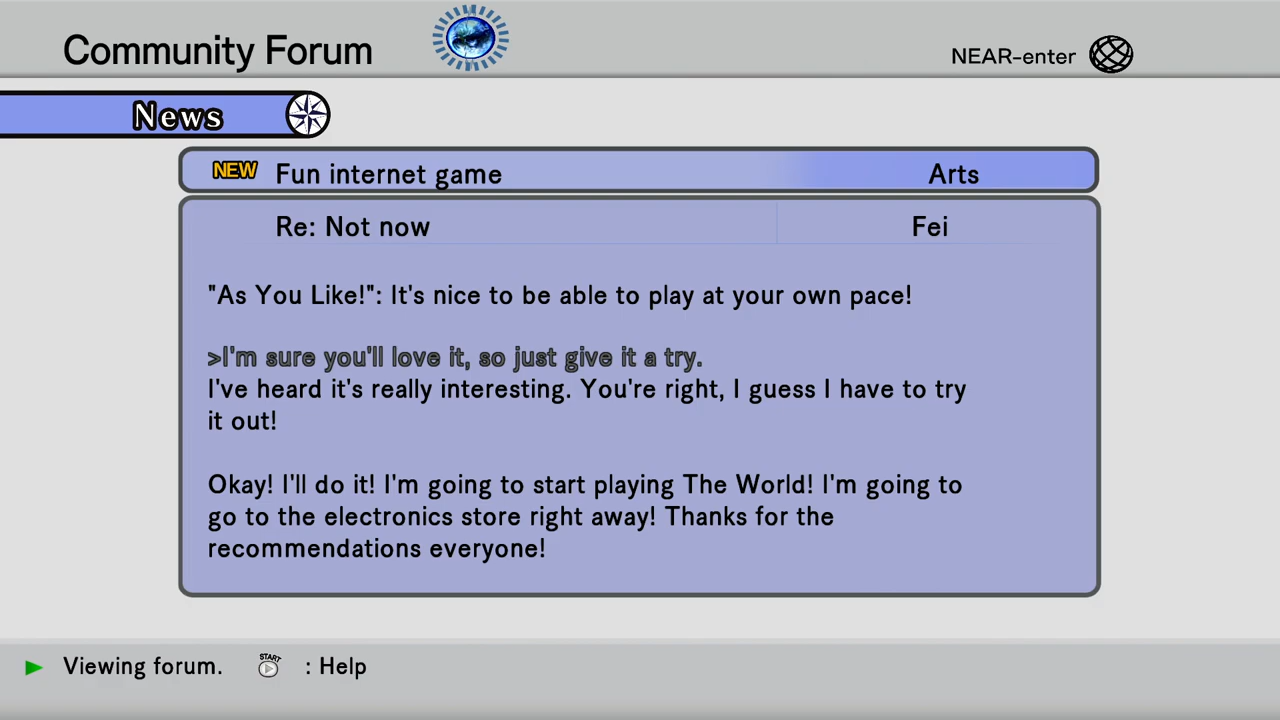 Community Forum
NEAR-enter
News
NEW Fun internet game Arts
Re: Not now Fei
"As You Like!": It's nice to be able to play at your own pace!
>I'm sure you'll love it, so just give it a try.
I've heard it's really interesting. You're right, I guess I have to try
it out!
Okay! I'll do it! I'm going to start playing The World! I'm going to
go to the electronics store right away! Thanks for the
recommendations everyone!
Viewing forum. START : Help